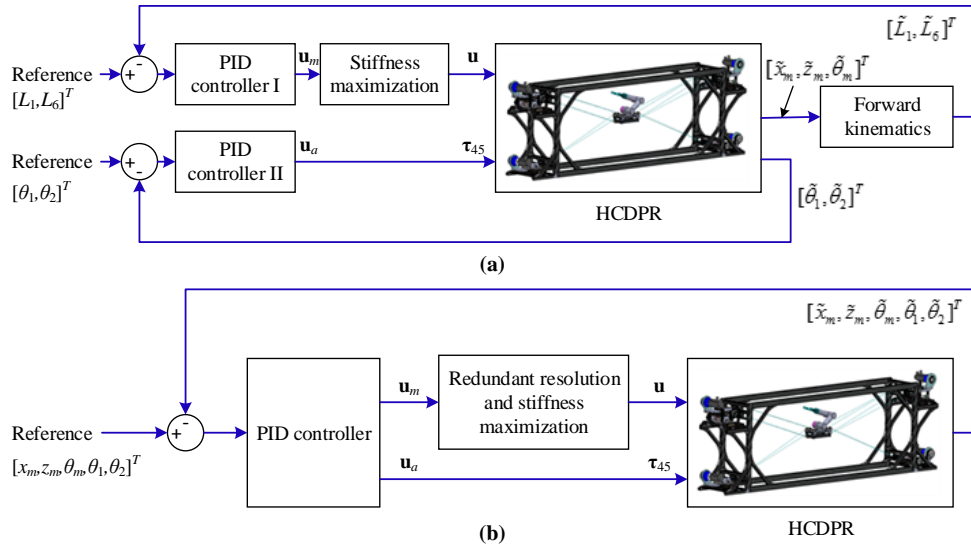 [L̃₁, L̃₆]ᵀ
Reference
[L₁,L₆]ᵀ
+
-
PID
controller I
uₘ
Stiffness
maximization
u
[x̃ₘ, z̃ₘ, θ̃ₘ]ᵀ
Forward
kinematics
Reference
[θ₁,θ₂]ᵀ
+
-
PID
controller II
uₐ
τ₄₅
HCDPR
[θ̃₁, θ̃₂]ᵀ
(a)
[x̃ₘ, z̃ₘ, θ̃ₘ, θ̃₁, θ̃₂]ᵀ
Reference
[xₘ,zₘ,θₘ,θ₁,θ₂]ᵀ
+
-
PID controller
uₘ
Redundant resolution
and stiffness
maximization
u
uₐ
τ₄₅
HCDPR
(b)